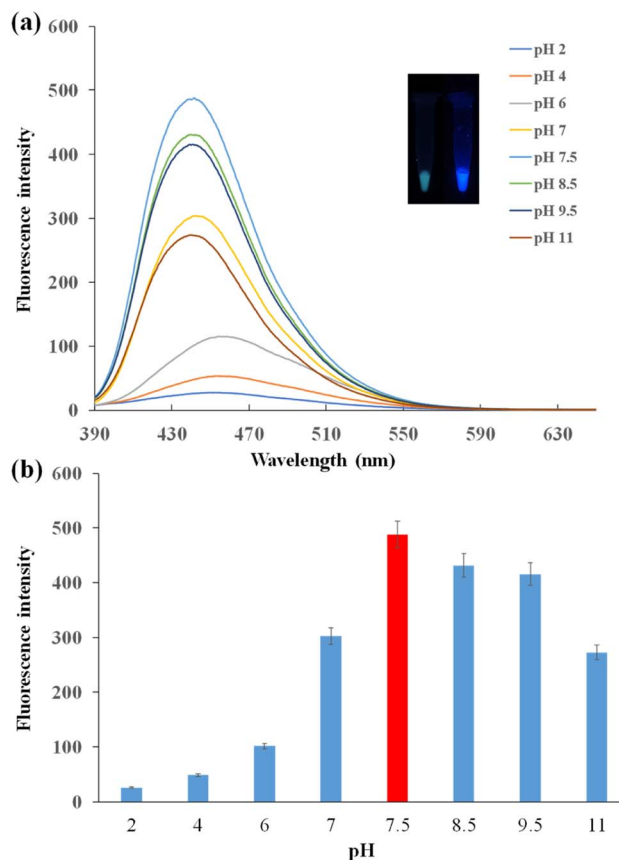 (a)
600
500
400
300
200
100
0
Fluorescence intensity
390 430 470 510 550 590 630
Wavelength (nm)
pH 2
pH 4
pH 6
pH 7
pH 7.5
pH 8.5
pH 9.5
pH 11
(b)
600
500
400
300
200
100
0
Fluorescence intensity
2 4 6 7 7.5 8.5 9.5 11
pH